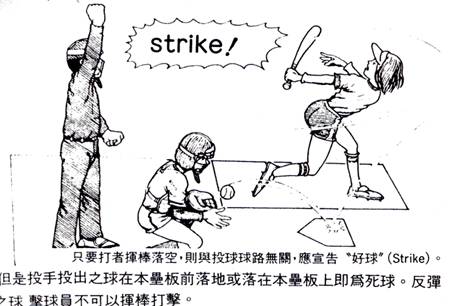 strike!
只要打者揮棒落空，則與投球球路無關，應宣告〝好球″(Strike)。
但是投手投出之球在本壘板前落地或落在本壘板上即為死球。反彈
之球 擊球員不可以揮棒打擊。